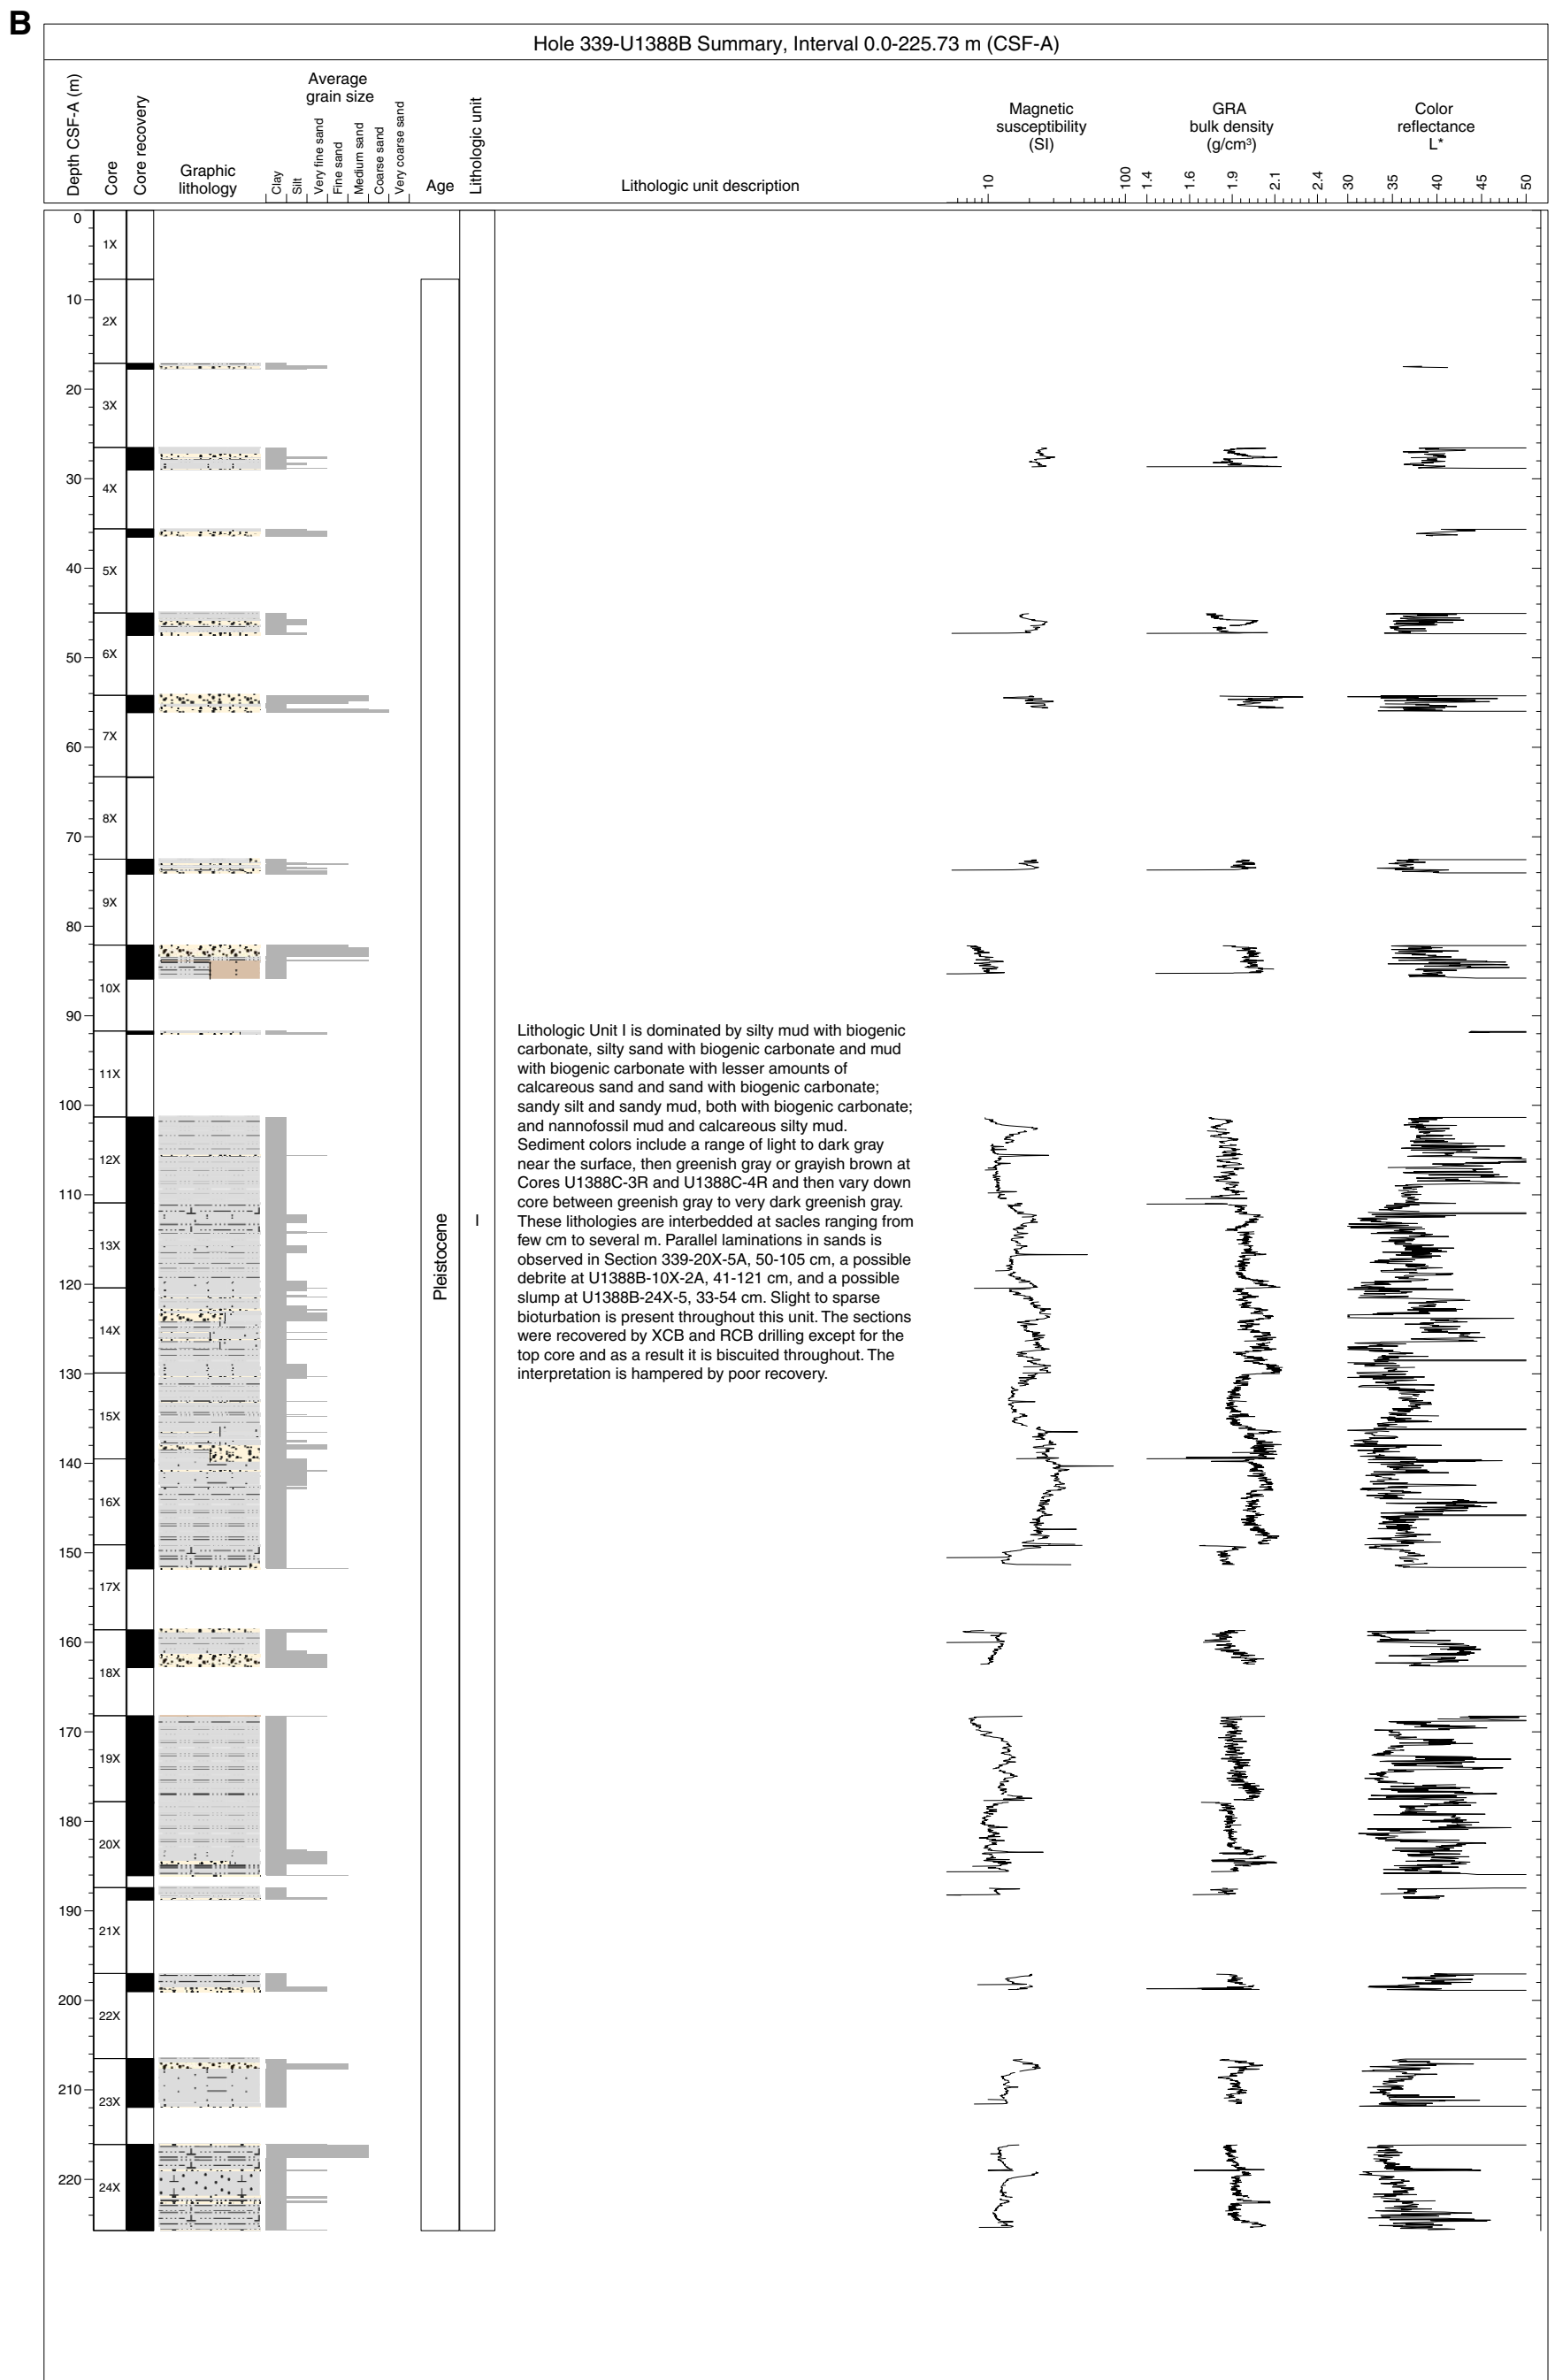 B
Hole 339-U1388B Summary, Interval 0.0-225.73 m (CSF-A)
Depth CSF-A (m)
Core
Core recovery
Graphic
lithology
Average
grain size
Clay
Silt
Very fine sand
Fine sand
Medium sand
Coarse sand
Very coarse sand
Age
Lithologic unit
Lithologic unit description
Magnetic
susceptibility
(SI)
10
100
GRA
bulk density
(g/cm³)
1.4
1.6
1.9
2.1
2.4
Color
reflectance
L*
30
35
40
45
50
0
10
20
30
40
50
60
70
80
90
100
110
120
130
140
150
160
170
180
190
200
210
220
1X
2X
3X
4X
5X
6X
7X
8X
9X
10X
11X
12X
13X
14X
15X
16X
17X
18X
19X
20X
21X
22X
23X
24X
Pleistocene
I
Lithologic Unit I is dominated by silty mud with biogenic
carbonate, silty sand with biogenic carbonate and mud
with biogenic carbonate with lesser amounts of
calcareous sand and sand with biogenic carbonate;
sandy silt and sandy mud, both with biogenic carbonate;
and nannofossil mud and calcareous silty mud.
Sediment colors include a range of light to dark gray
near the surface, then greenish gray or grayish brown at
Cores U1388C-3R and U1388C-4R and then vary down
core between greenish gray to very dark greenish gray.
These lithologies are interbedded at sacles ranging from
few cm to several m. Parallel laminations in sands is
observed in Section 339-20X-5A, 50-105 cm, a possible
debrite at U1388B-10X-2A, 41-121 cm, and a possible
slump at U1388B-24X-5, 33-54 cm. Slight to sparse
bioturbation is present throughout this unit. The sections
were recovered by XCB and RCB drilling except for the
top core and as a result it is biscuited throughout. The
interpretation is hampered by poor recovery.